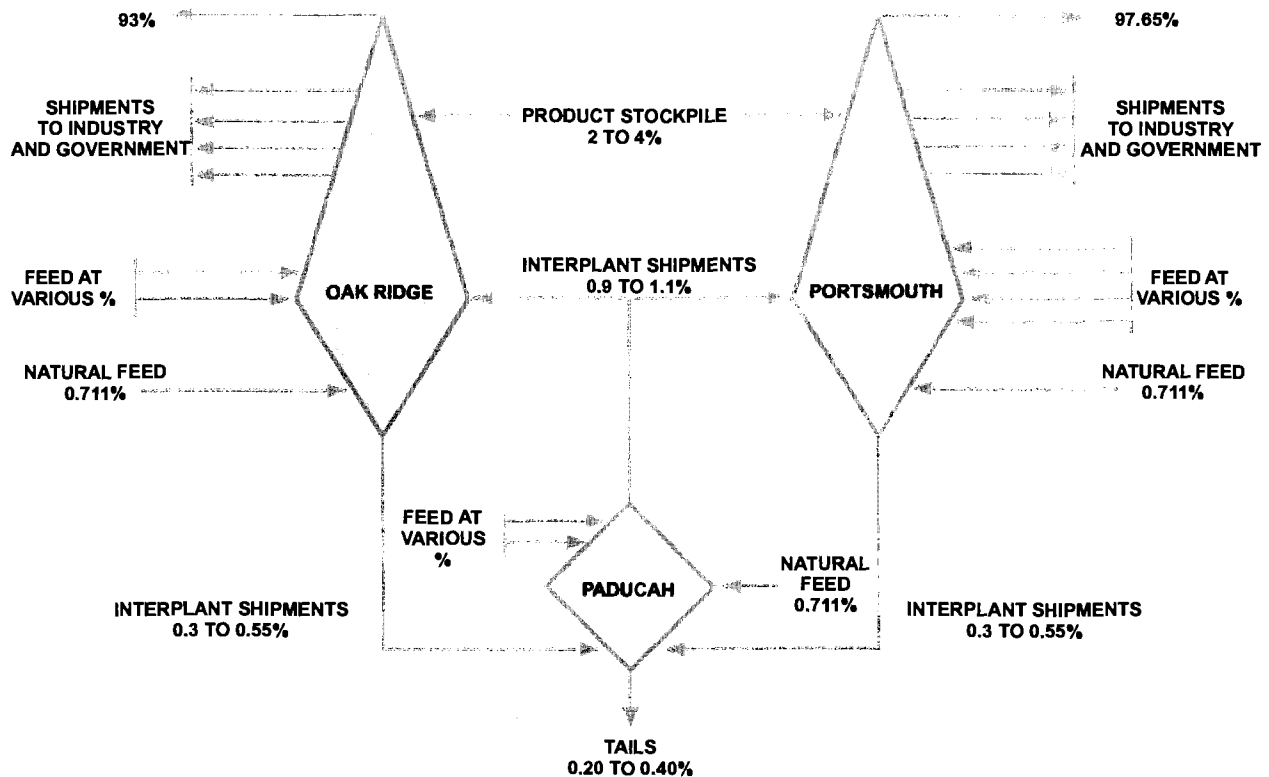 93%
97.65%
SHIPMENTS
TO INDUSTRY
AND GOVERNMENT
PRODUCT STOCKPILE
2 TO 4%
SHIPMENTS
TO INDUSTRY
AND GOVERNMENT
FEED AT
VARIOUS %
OAK RIDGE
INTERPLANT SHIPMENTS
0.9 TO 1.1%
PORTSMOUTH
FEED AT
VARIOUS %
NATURAL FEED
0.711%
NATURAL FEED
0.711%
FEED AT
VARIOUS
%
PADUCAH
NATURAL
FEED
0.711%
INTERPLANT SHIPMENTS
0.3 TO 0.55%
INTERPLANT SHIPMENTS
0.3 TO 0.55%
TAILS
0.20 TO 0.40%